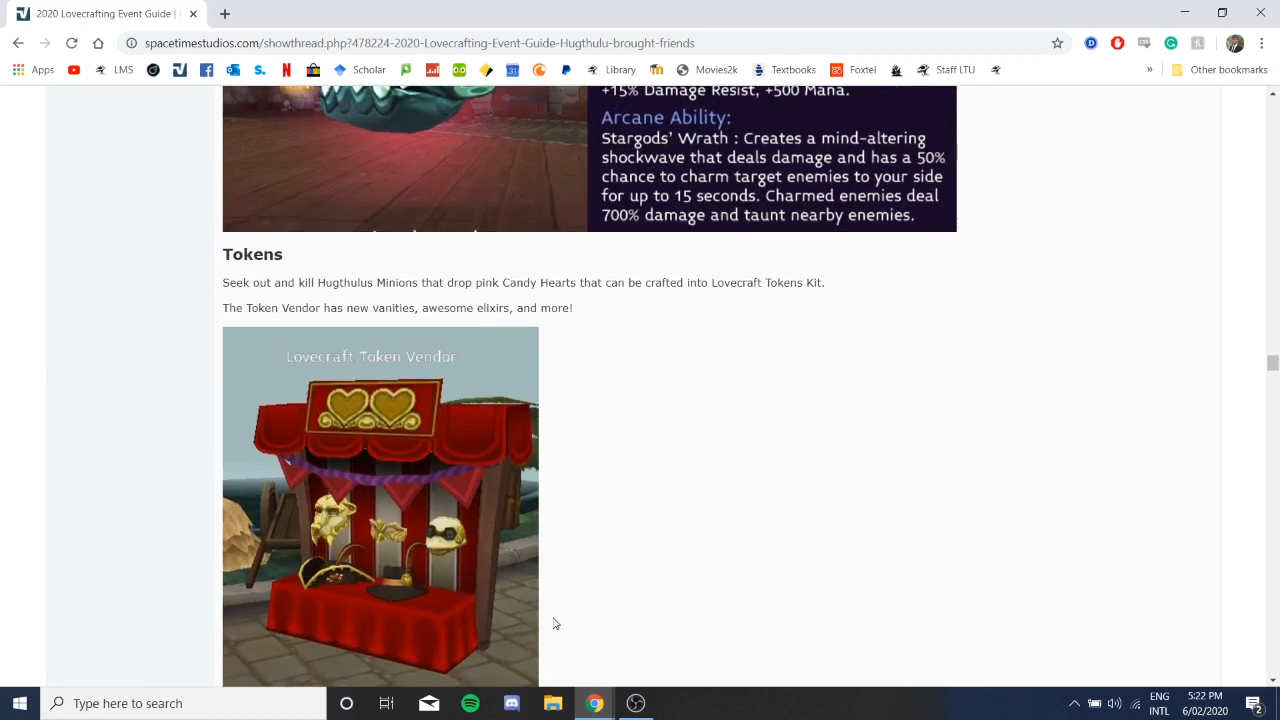 2020 Lovecrafting Event Guide |
spacetimestudios.com/showthread.php?478224-2020-Lovecrafting-Event-Guide-Hugthulu-brought-friends
Apps LMS Scholar Library Movies2k Textbooks Foxtel Staff LTU » Other bookmarks
+15% Damage Resist, +500 Mana.
Arcane Ability:
Stargods' Wrath : Creates a mind-altering
shockwave that deals damage and has a 50%
chance to charm target enemies to your side
for up to 15 seconds. Charmed enemies deal
700% damage and taunt nearby enemies.
Tokens
Seek out and kill Hugthulus Minions that drop pink Candy Hearts that can be crafted into Lovecraft Tokens Kit.
The Token Vendor has new vanities, awesome elixirs, and more!
Lovecraft Token Vendor
Type here to search
ENG
INTL
5:22 PM
6/02/2020
2